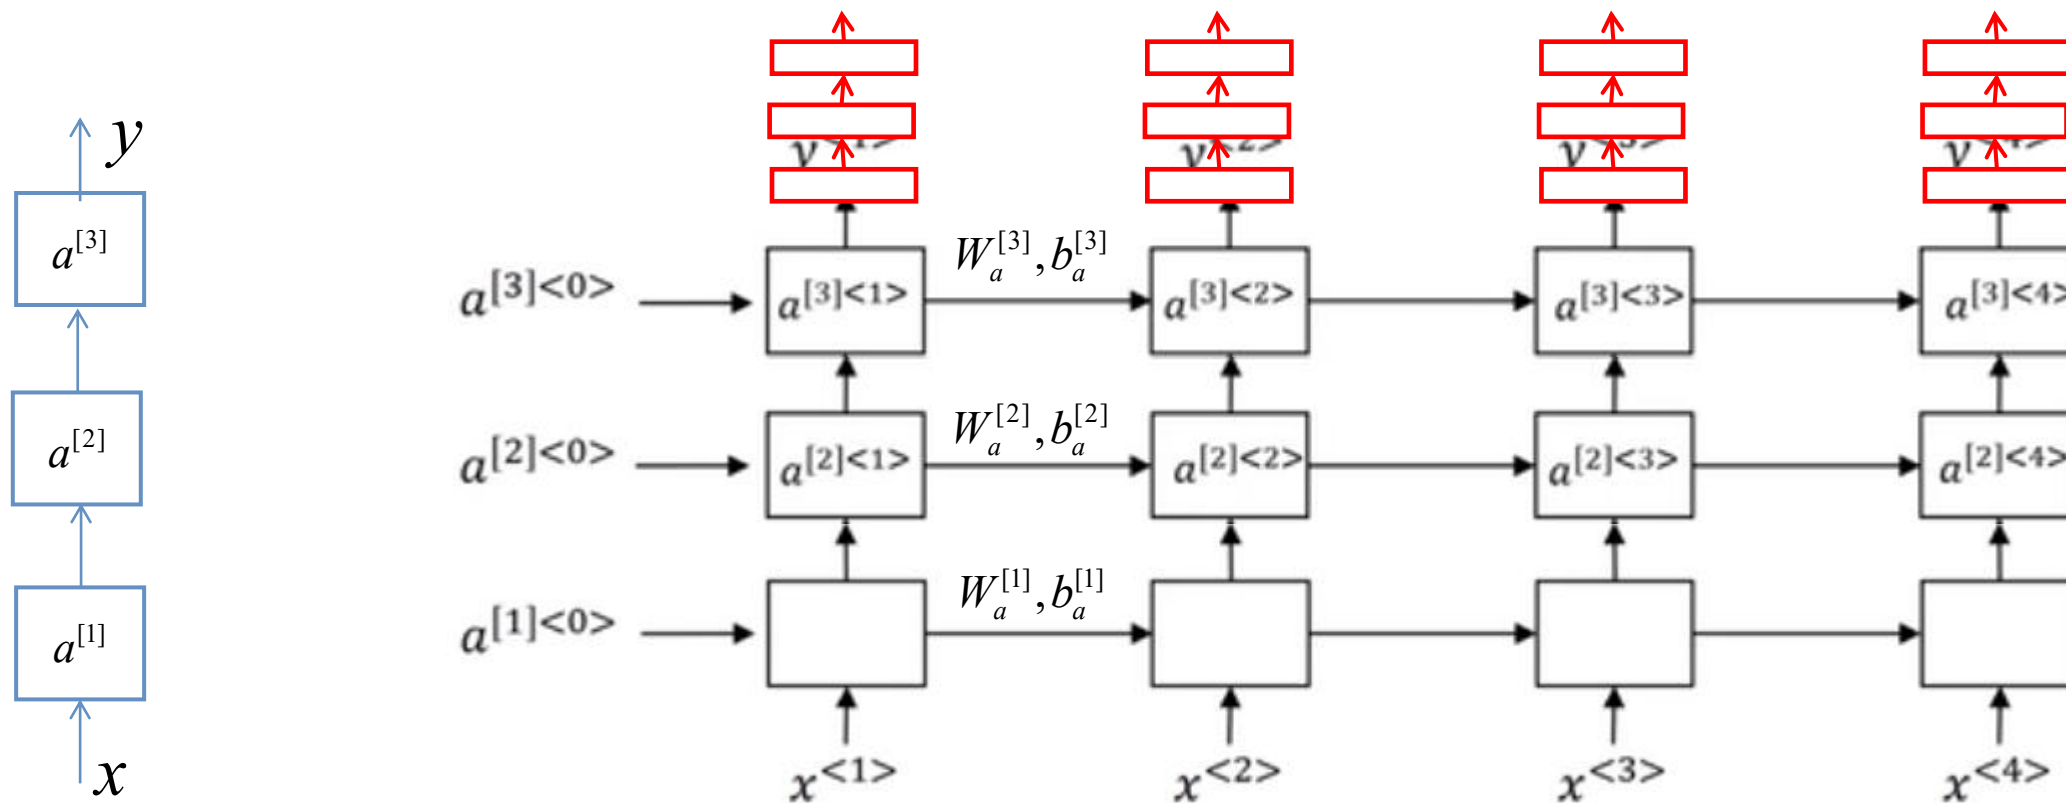 y
a^[3]
a^[2]
a^[1]
x
a^[3]<0>
a^[3]<1>
W_a^[3], b_a^[3]
a^[3]<2>
a^[3]<3>
a^[3]<4>
a^[2]<0>
a^[2]<1>
W_a^[2], b_a^[2]
a^[2]<2>
a^[2]<3>
a^[2]<4>
a^[1]<0>
W_a^[1], b_a^[1]
x^<1>
x^<2>
x^<3>
x^<4>